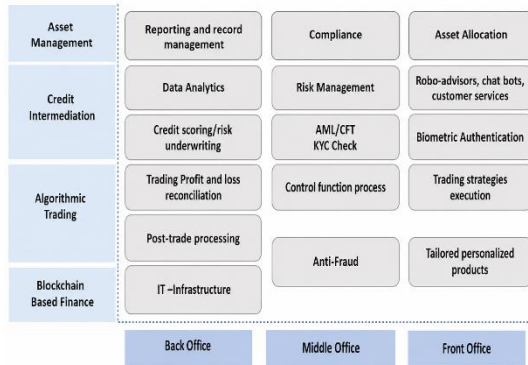 Asset
Management
Reporting and record
management
Compliance
Asset Allocation
Credit
Intermediation
Data Analytics
Risk Management
Robo-advisors, chat bots,
customer services
Credit scoring/risk
underwriting
AML/CFT
KYC Check
Biometric Authentication
Algorithmic
Trading
Trading Profit and loss
reconciliation
Control function process
Trading strategies
execution
Post-trade processing
Anti-Fraud
Tailored personalized
products
Blockchain
Based Finance
IT –Infrastructure
Back Office
Middle Office
Front Office